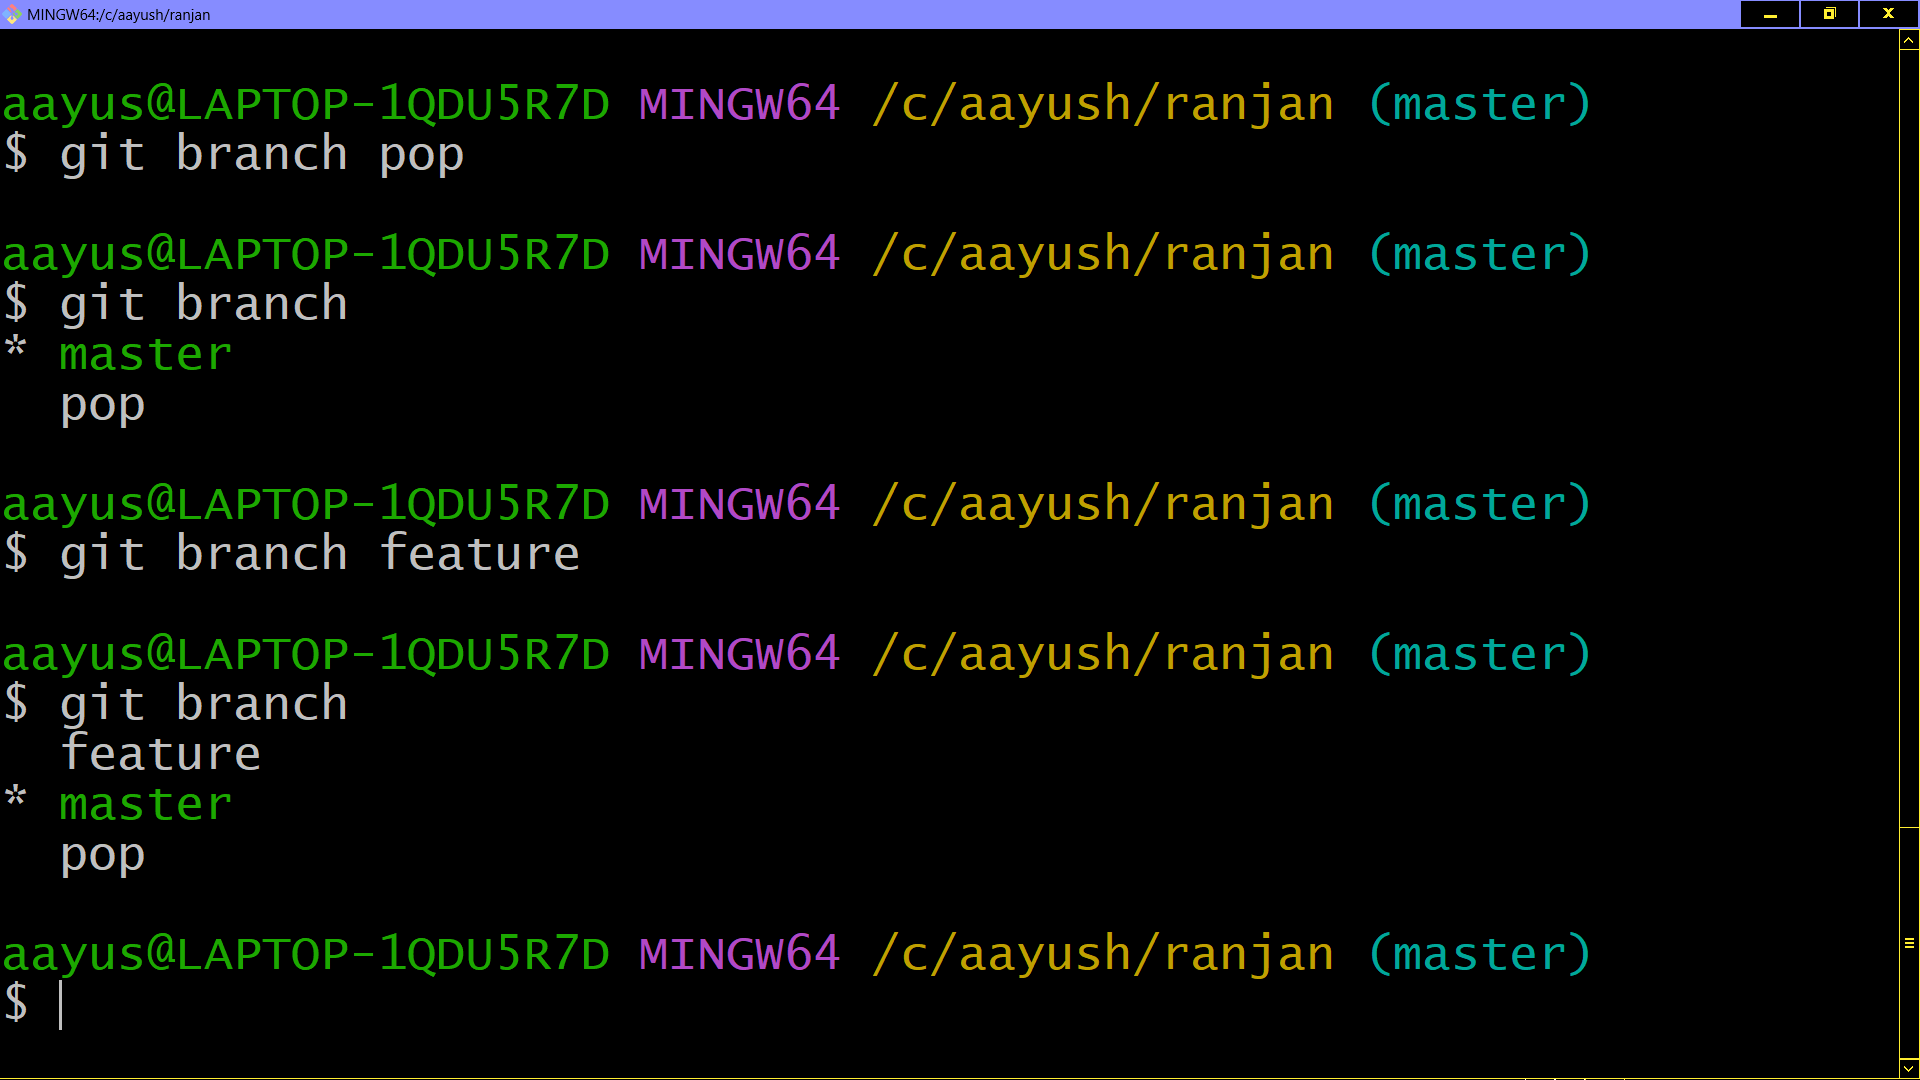 MINGW64:/c/aayush/ranjan
aayus@LAPTOP-1QDU5R7D MINGW64 /c/aayush/ranjan (master)
$ git branch pop
aayus@LAPTOP-1QDU5R7D MINGW64 /c/aayush/ranjan (master)
$ git branch
* master
  pop
aayus@LAPTOP-1QDU5R7D MINGW64 /c/aayush/ranjan (master)
$ git branch feature
aayus@LAPTOP-1QDU5R7D MINGW64 /c/aayush/ranjan (master)
$ git branch
  feature
* master
  pop
aayus@LAPTOP-1QDU5R7D MINGW64 /c/aayush/ranjan (master)
$